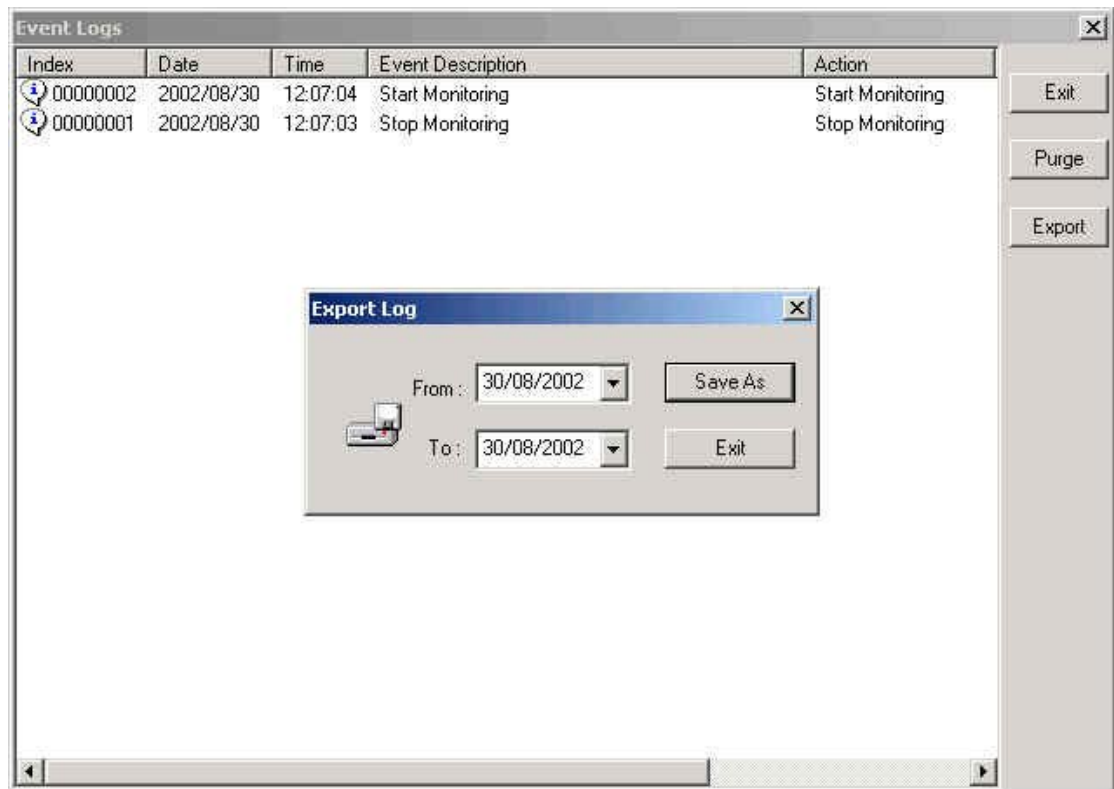 Event Logs
Index Date Time Event Description Action
00000002 2002/08/30 12:07:04 Start Monitoring Start Monitoring
00000001 2002/08/30 12:07:03 Stop Monitoring Stop Monitoring
Exit
Purge
Export
Export Log
From : 30/08/2002 Save As
To : 30/08/2002 Exit